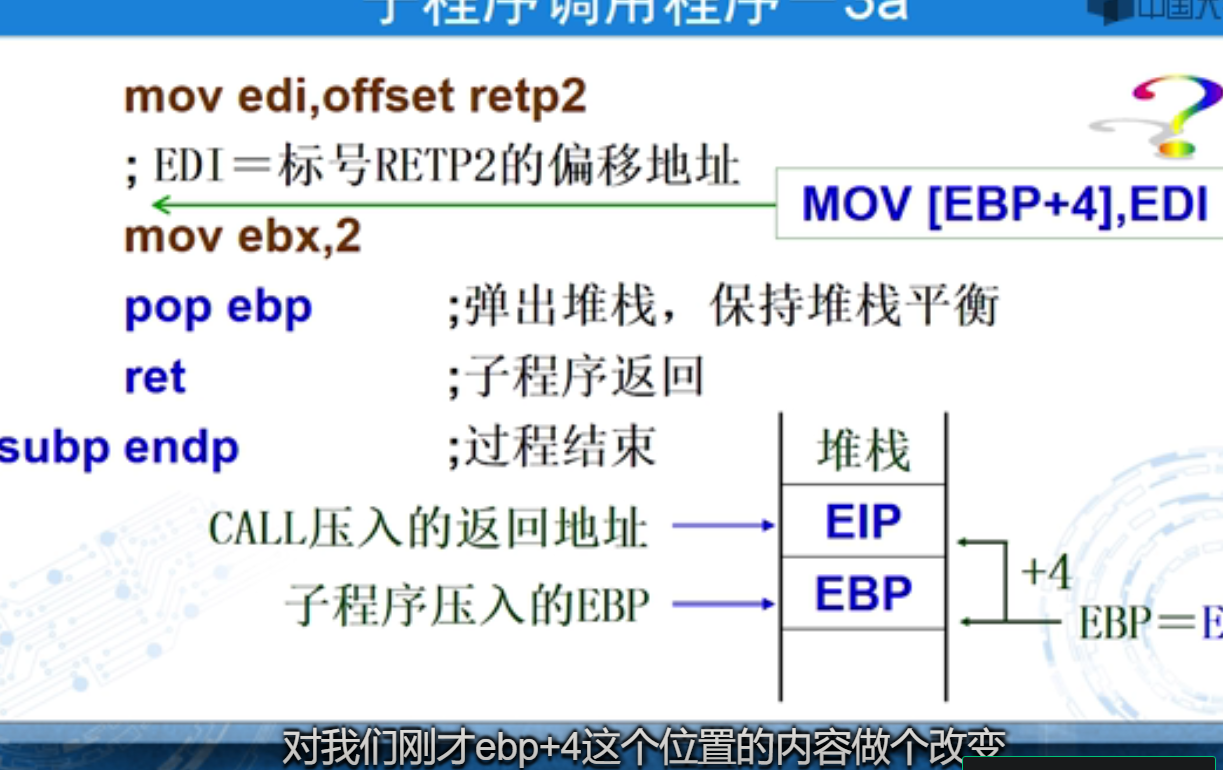 子程序调用程序－3a
中国大
mov edi,offset retp2
;EDI＝标号RETP2的偏移地址
MOV [EBP+4],EDI
mov ebx,2
pop ebp ;弹出堆栈，保持堆栈平衡
ret ;子程序返回
subp endp ;过程结束
堆栈
CALL压入的返回地址
EIP
+4
子程序压入的EBP
EBP
EBP＝E
对我们刚才ebp+4这个位置的内容做个改变